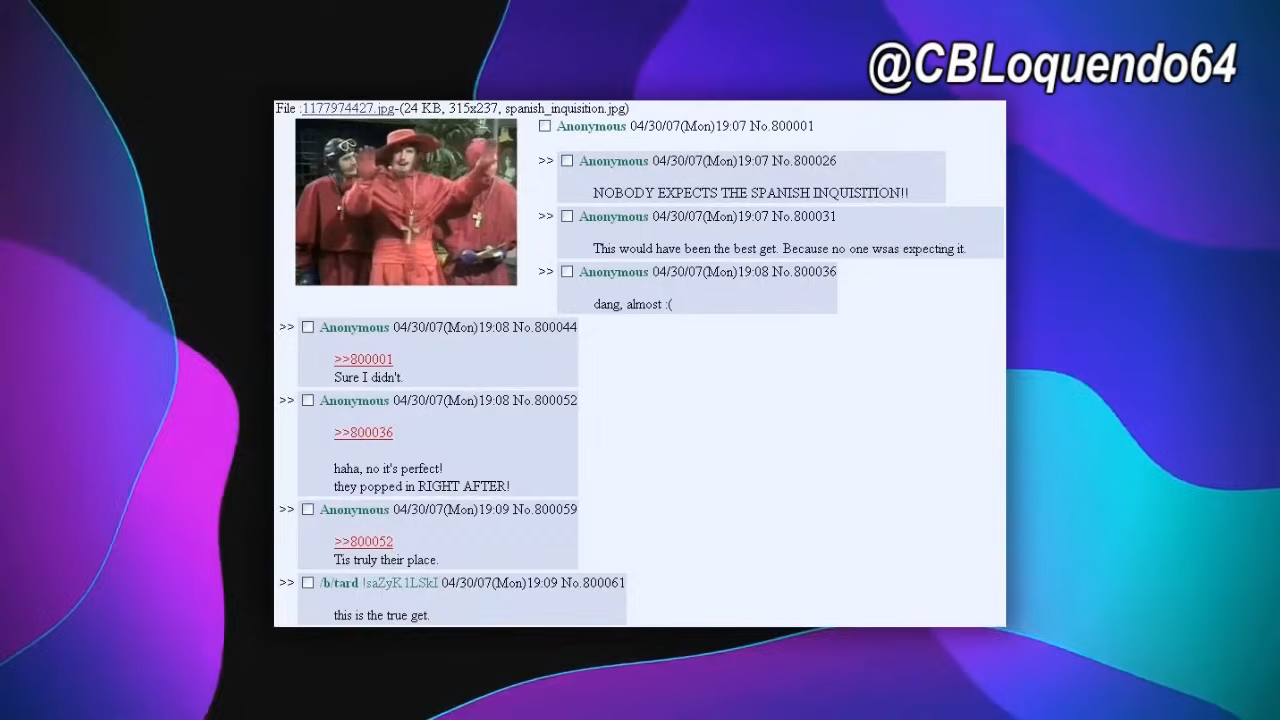 @CBLoquendo64
File :1177974427.jpg-(24 KB, 315x237, spanish_inquisition.jpg)
Anonymous 04/30/07(Mon)19:07 No.800001
>> Anonymous 04/30/07(Mon)19:07 No.800026
NOBODY EXPECTS THE SPANISH INQUISITION!!
>> Anonymous 04/30/07(Mon)19:07 No.800031
This would have been the best get. Because no one wsas expecting it.
>> Anonymous 04/30/07(Mon)19:08 No.800036
dang, almost :(
>> Anonymous 04/30/07(Mon)19:08 No.800044
>>800001
Sure I didn't.
>> Anonymous 04/30/07(Mon)19:08 No.800052
>>800036
haha, no it's perfect!
they popped in RIGHT AFTER!
>> Anonymous 04/30/07(Mon)19:09 No.800059
>>800052
Tis truly their place.
>> /b/tard !saZyK1LSkI 04/30/07(Mon)19:09 No.800061
this is the true get.